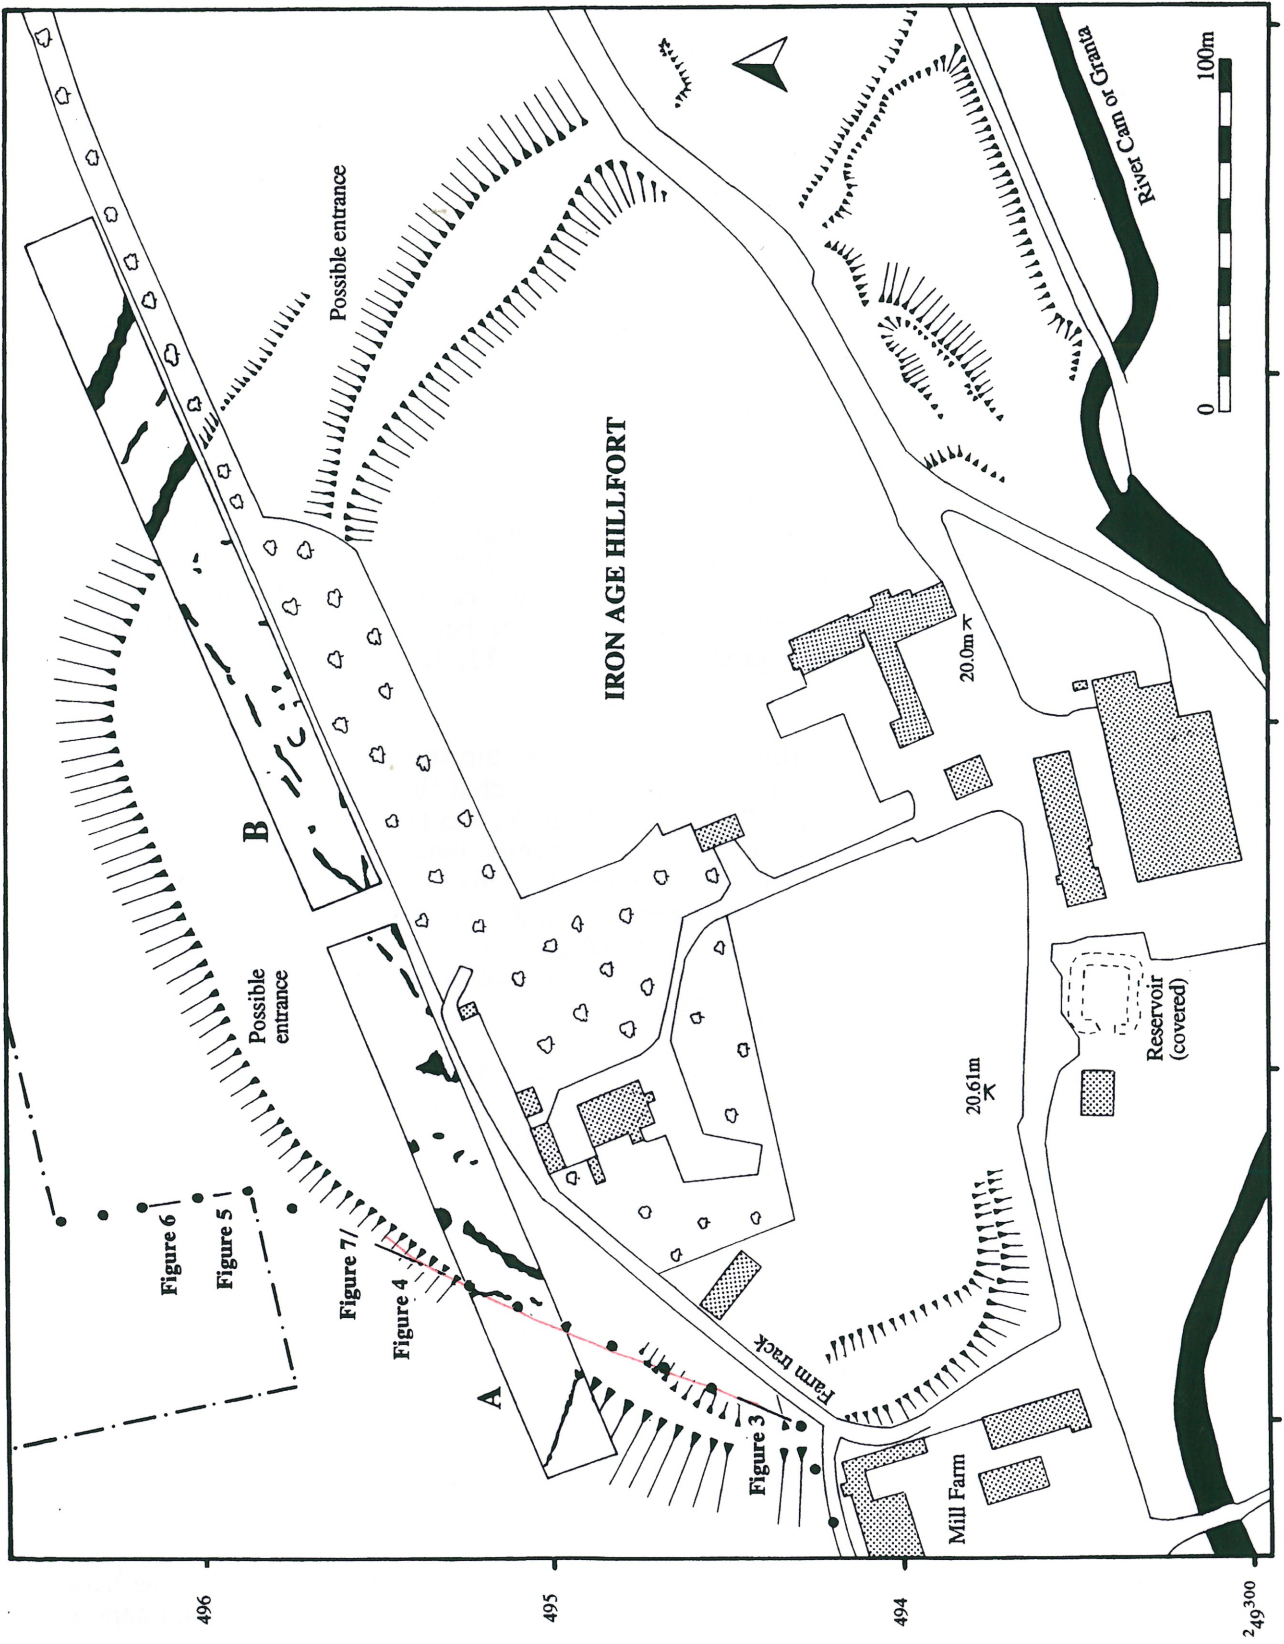 River Cam or Granta
100m
0
Possible entrance
IRON AGE HILLFORT
20.0m
B
Possible
entrance
Reservoir
(covered)
20.61m
Figure 6
Figure 5
Figure 7/
Figure 4
A
Farm track
Figure 3
Mill Farm
496
495
494
²49³⁰⁰